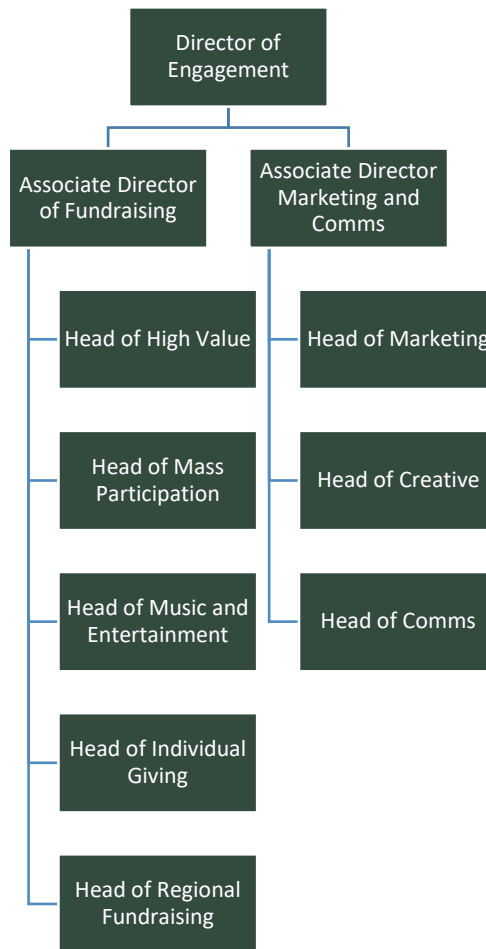 Director of
Engagement
Associate Director
of Fundraising
Associate Director
Marketing and
Comms
Head of High Value
Head of Marketing
Head of Mass
Participation
Head of Creative
Head of Music and
Entertainment
Head of Comms
Head of Individual
Giving
Head of Regional
Fundraising